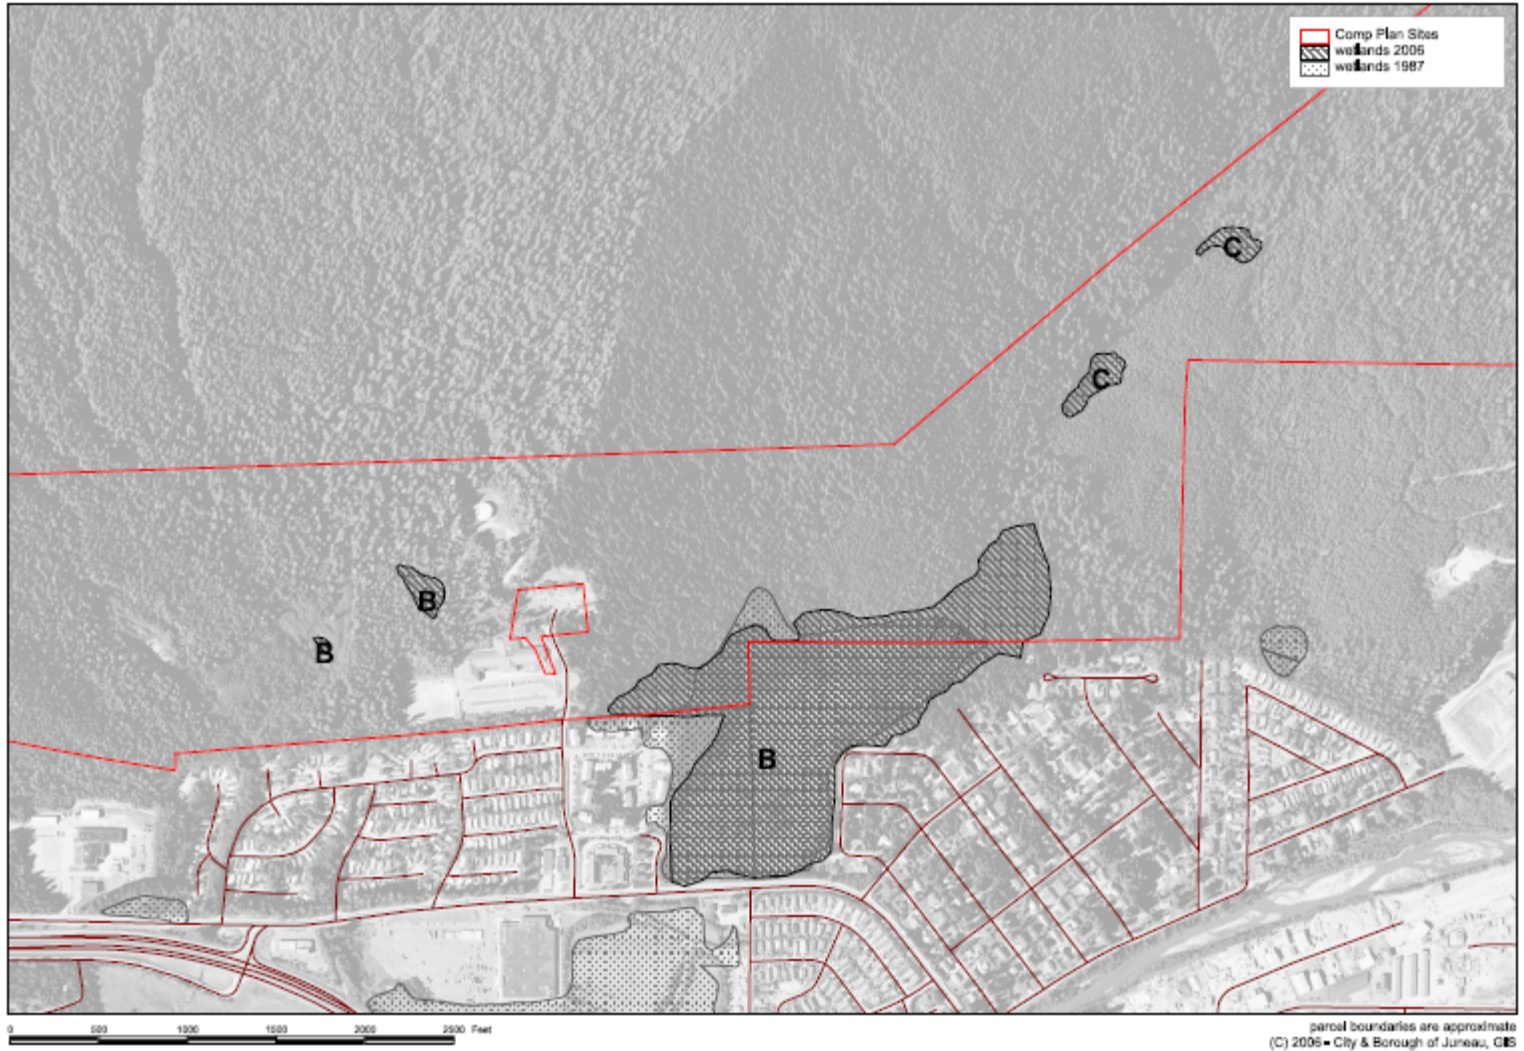 Comp Plan Sites
wetlands 2006
wetlands 1987
C
C
B
B
B
0 500 1000 1500 2000 2500 Feet
parcel boundaries are approximate
(C) 2006 - City & Borough of Juneau, GIS